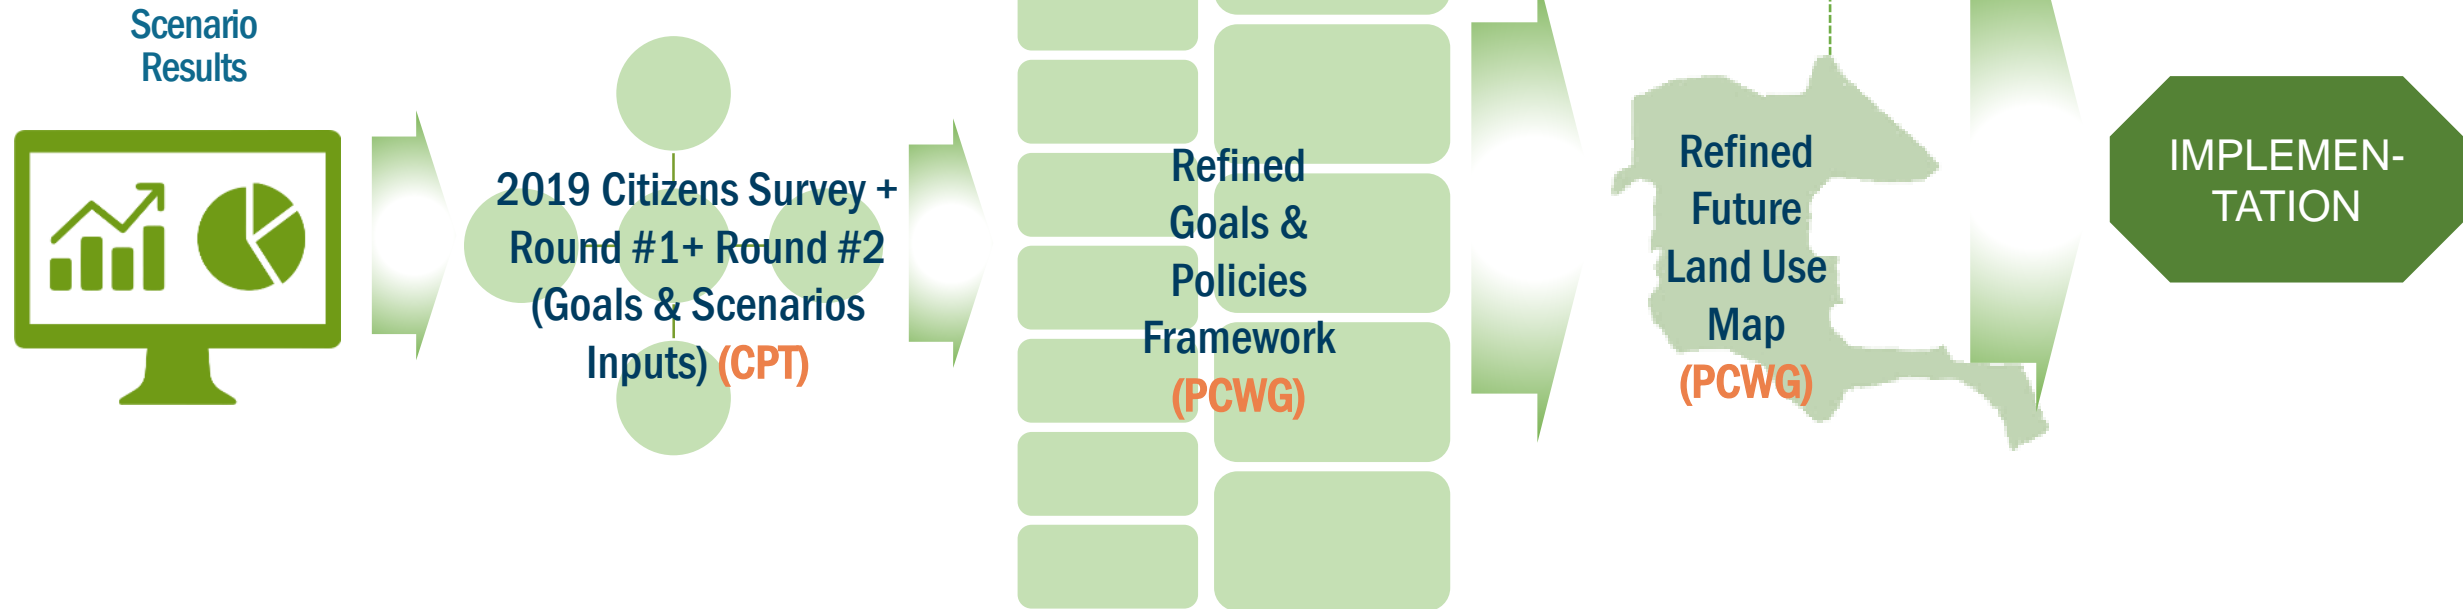 Scenario
Results
2019 Citizens Survey +
Round #1+ Round #2
(Goals & Scenarios
Inputs) (CPT)
Refined
Goals &
Policies
Framework
(PCWG)
Refined
Future
Land Use
Map
(PCWG)
IMPLEMEN-
TATION